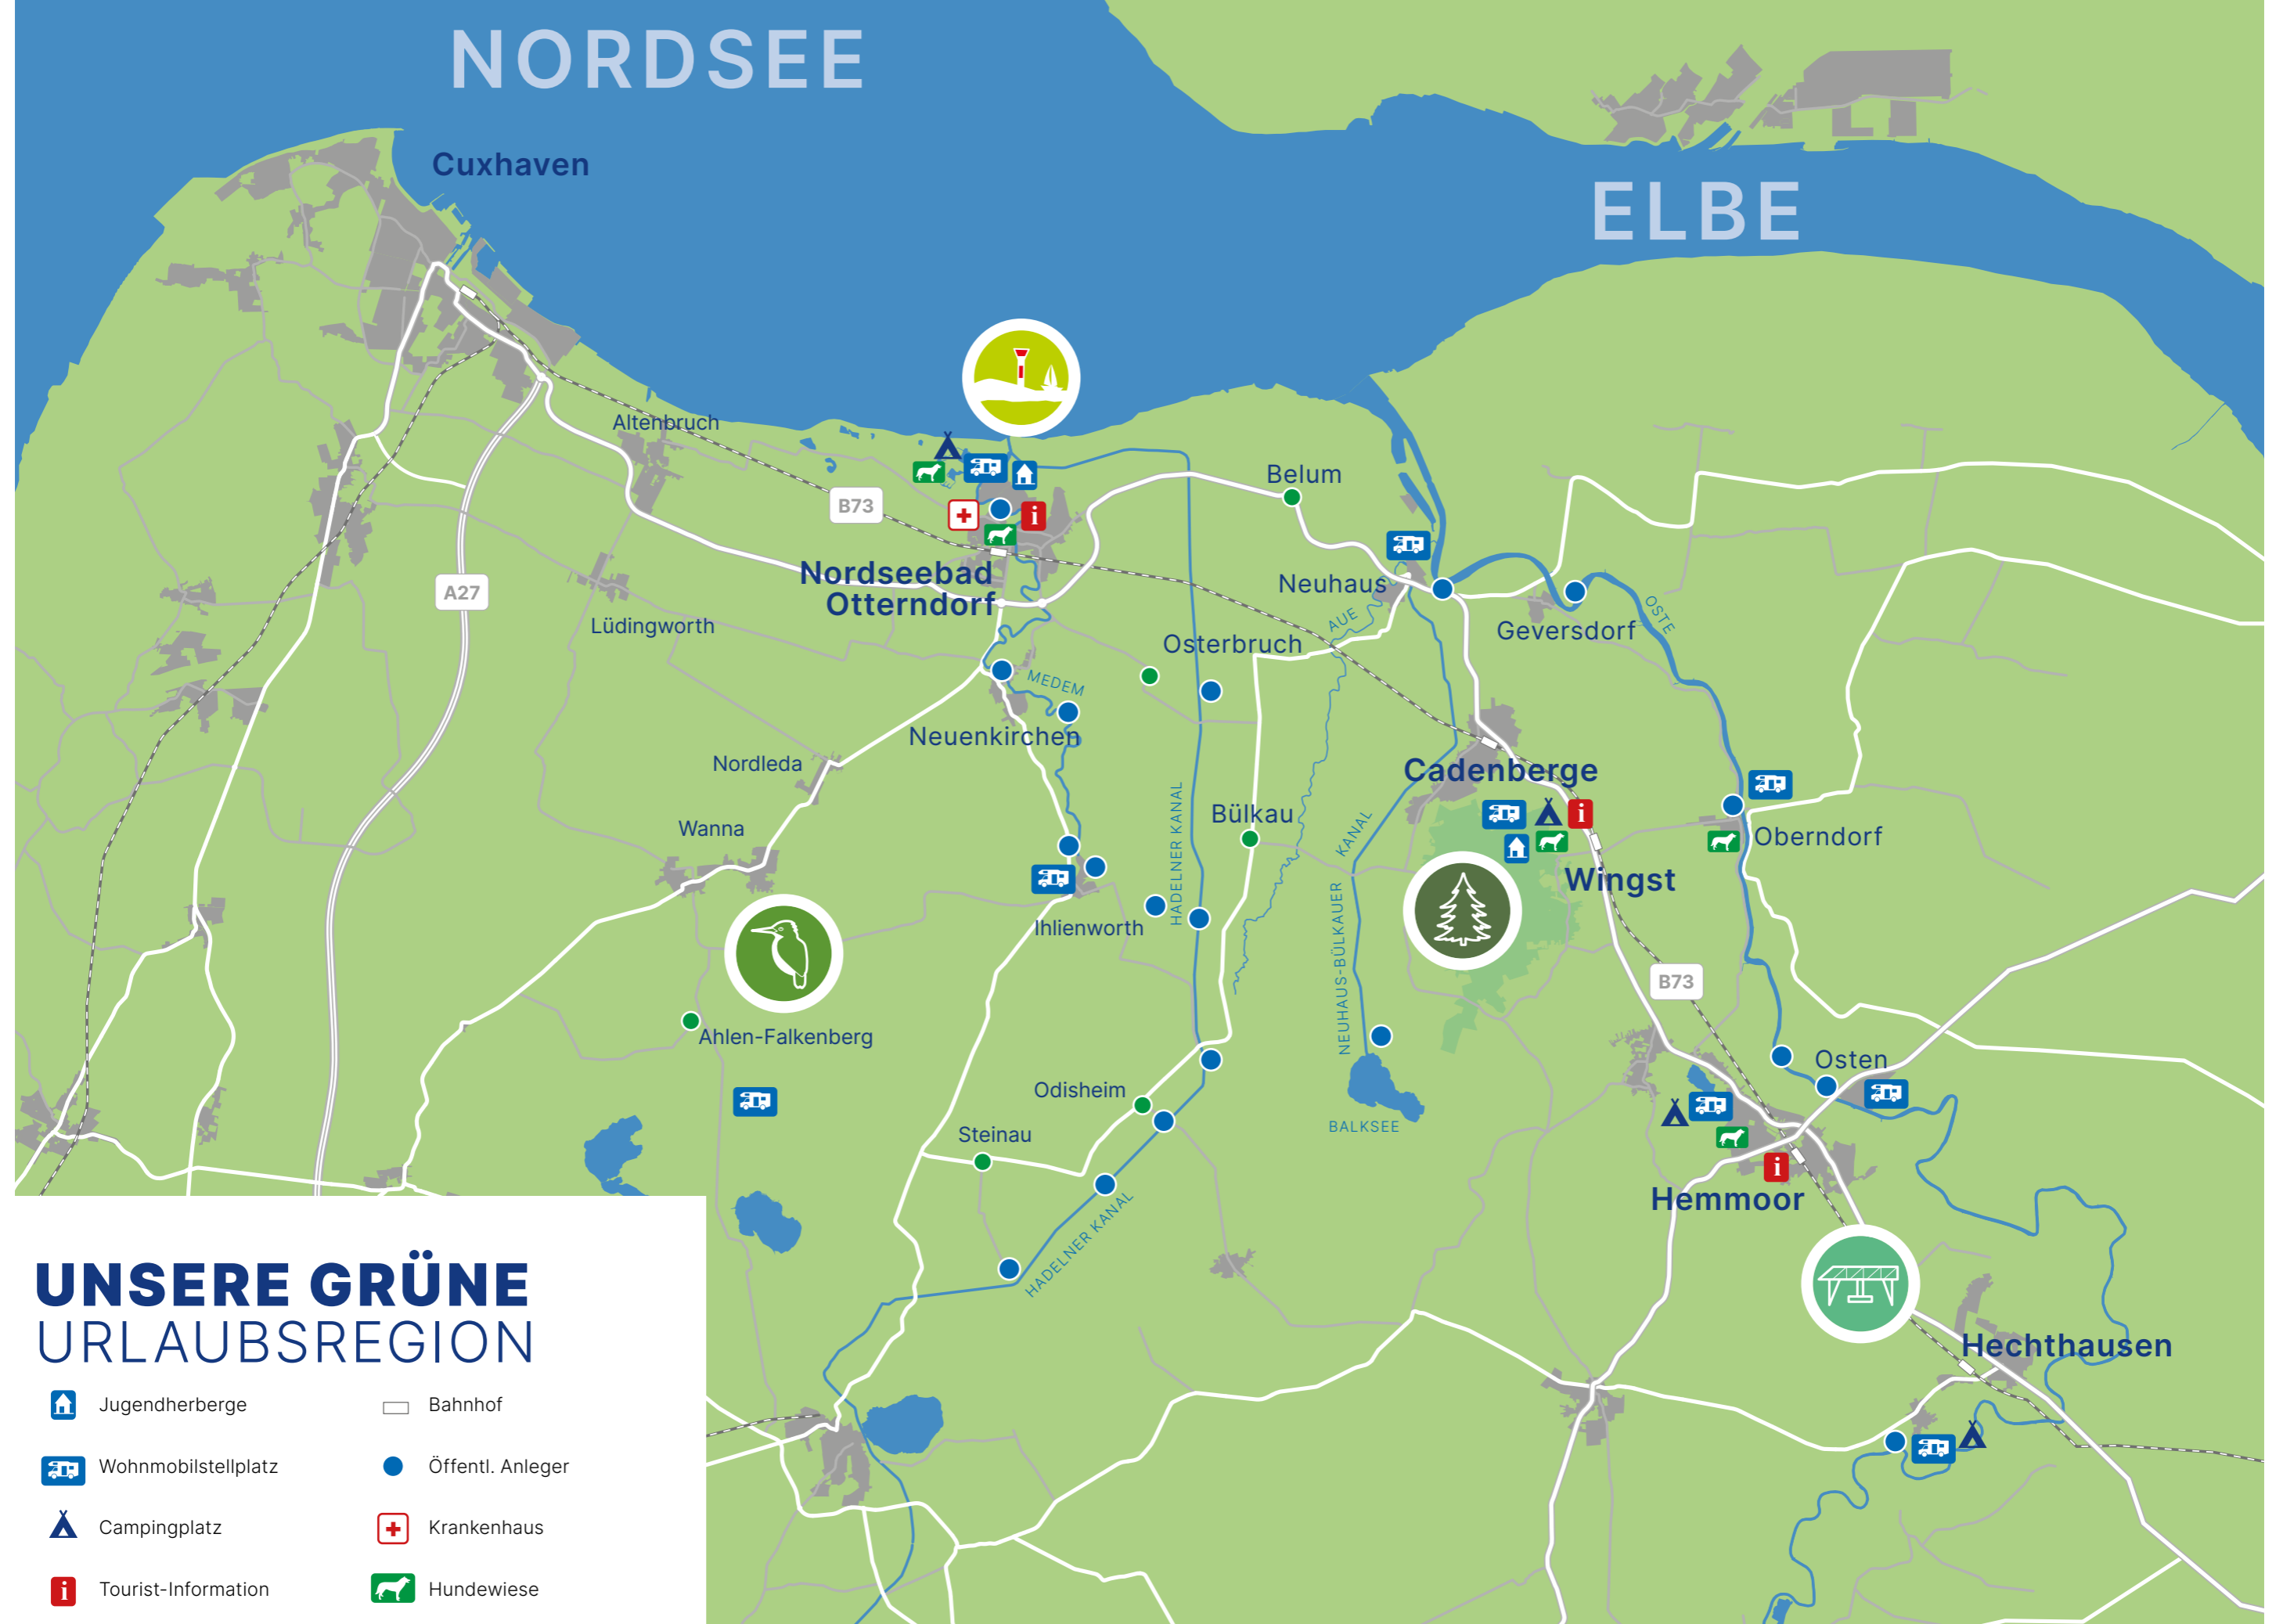 NORDSEE
Cuxhaven
ELBE
Altenbruch
B73
Belum
Nordseebad
Otterndorf
A27
Lüdingworth
Neuhaus
AUE
Geversdorf
OSTE
Osterbruch
MEDEM
Neuenkirchen
Nordleda
Cadenberge
Wanna
HADELNER KANAL
Bülkau
KANAL
NEUHAUS-BÜLKAUER
i
i
Oberndorf
Wingst
Ihlienworth
B73
Ahlen-Falkenberg
Osten
Odisheim
BALKSEE
Steinau
i
Hemmoor
HADELNER KANAL
Hechthausen
UNSERE GRÜNE
URLAUBSREGION
Jugendherberge
Bahnhof
Wohnmobilstellplatz
Öffentl. Anleger
Campingplatz
Krankenhaus
i
Tourist-Information
Hundewiese